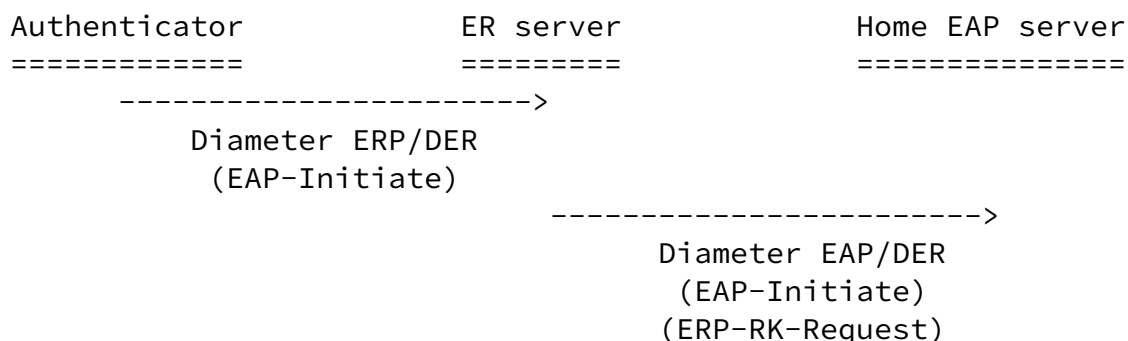 Authenticator ER server Home EAP server
============= ========= ===============
----------------------->
Diameter ERP/DER
(EAP-Initiate)
------------------------>
Diameter EAP/DER
(EAP-Initiate)
(ERP-RK-Request)